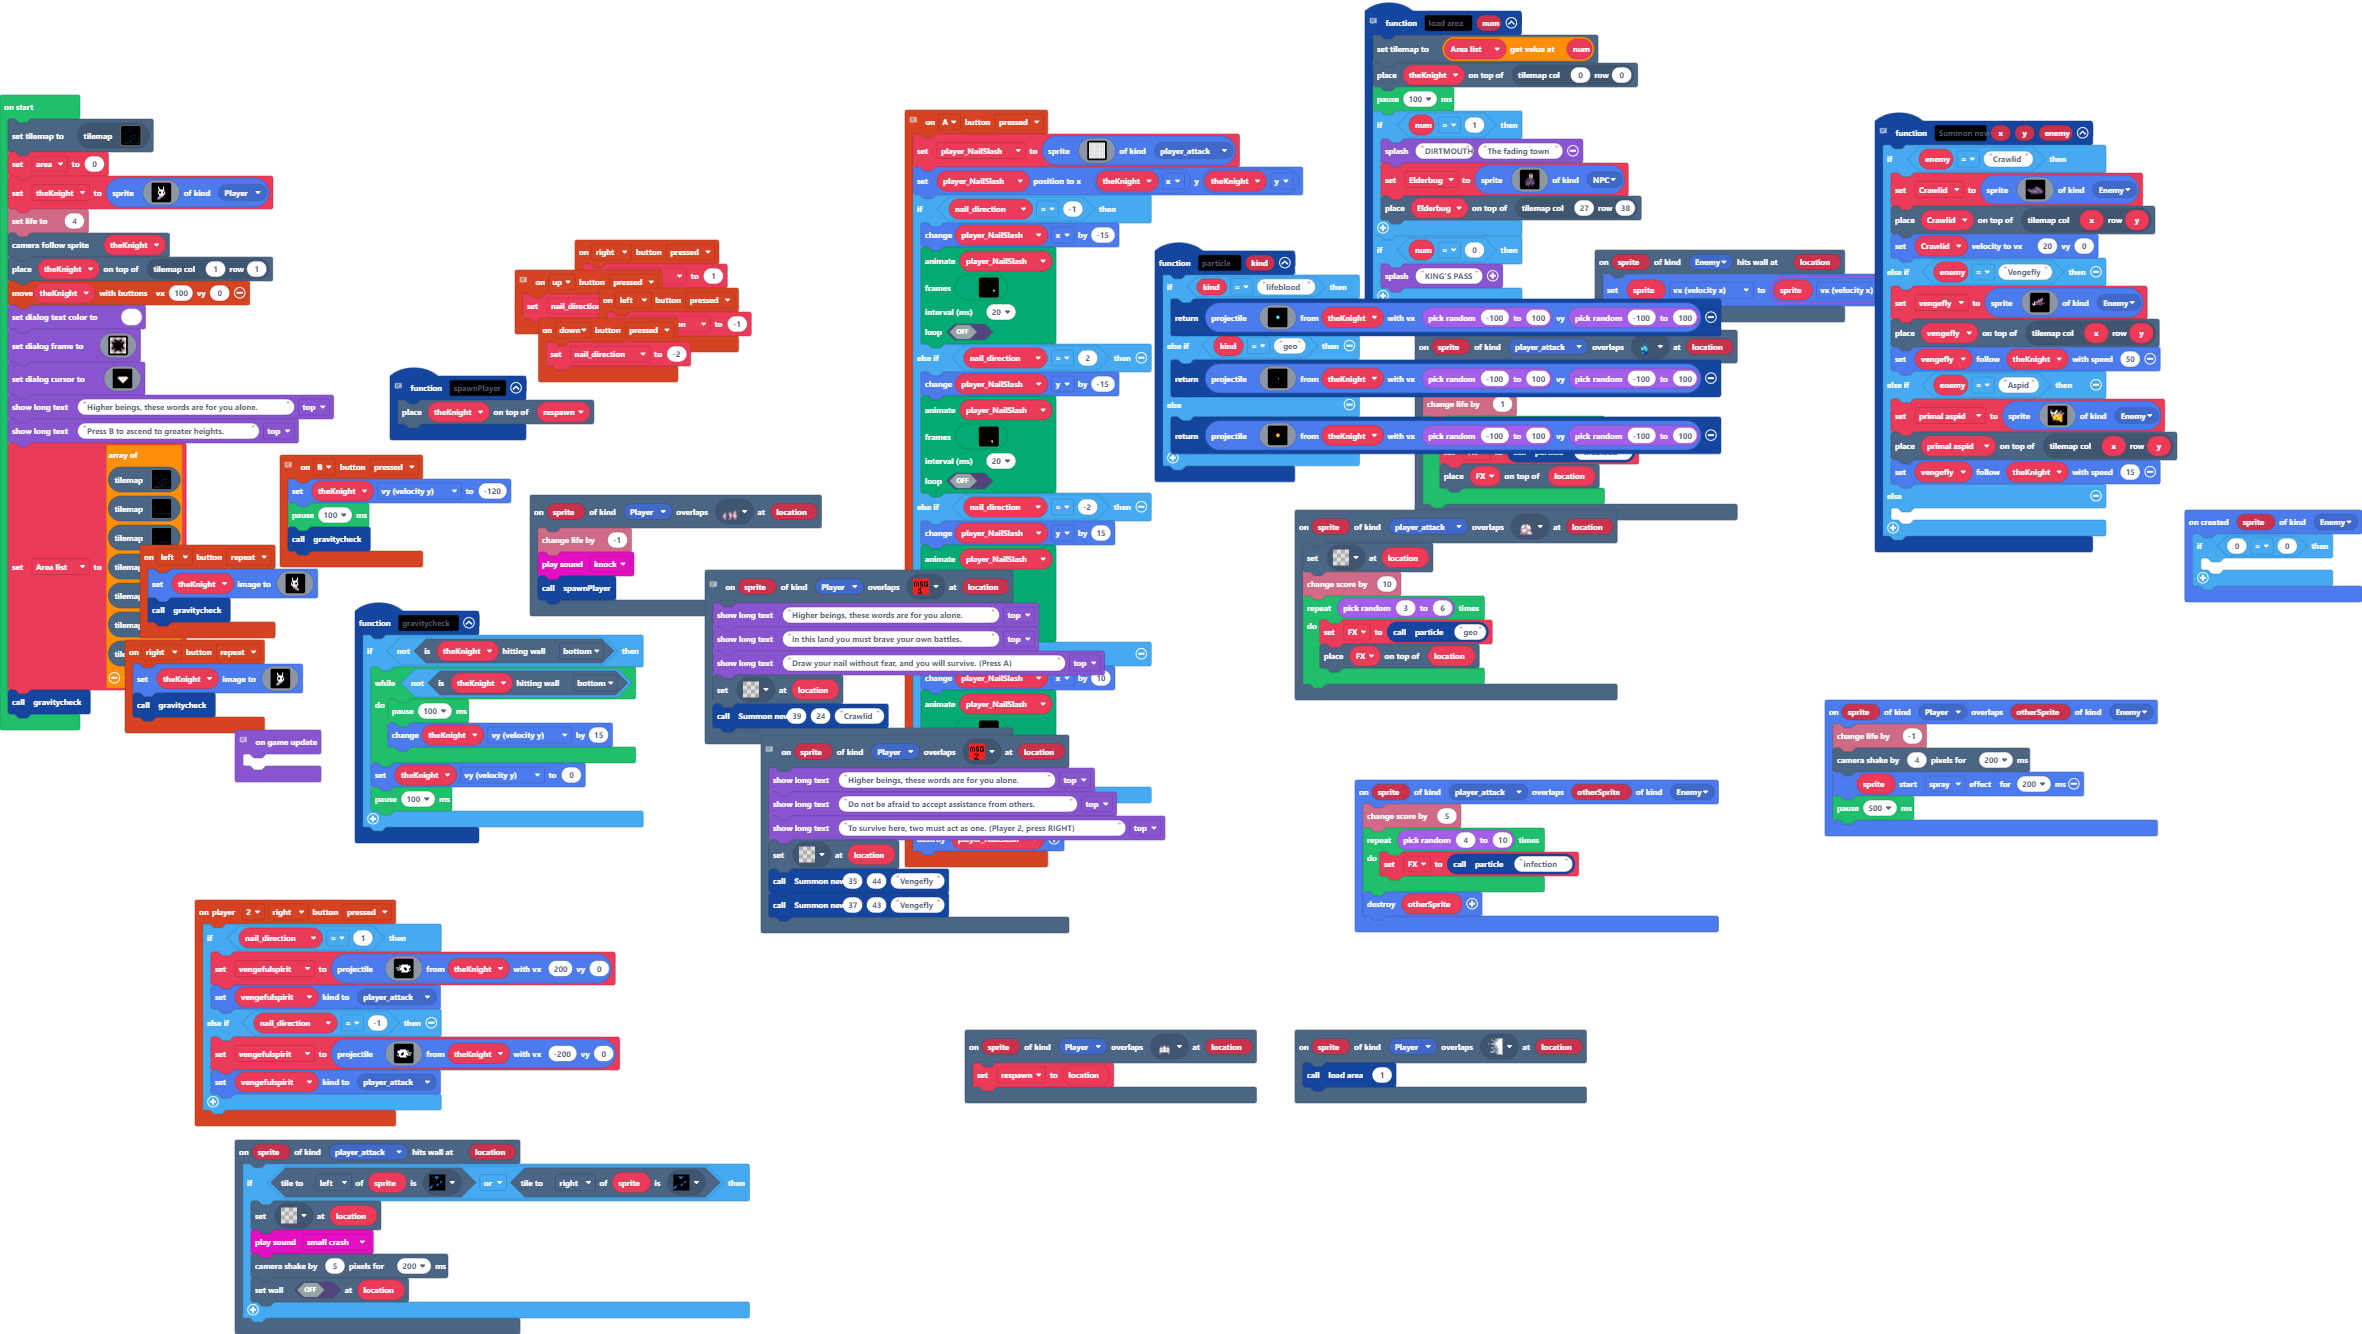 on start
set tilemap to tilemap
set area to 0
set theKnight to sprite of kind Player
set life to 4
camera follow sprite theKnight
place theKnight on top of tilemap col 1 row 1
move theKnight with buttons vx 100 vy 0
set dialog text color to
set dialog frame to
set dialog cursor to
show long text "Higher beings, these words are for you alone." top
show long text "Press B to ascend to greater heights." top
set Area list to array of
tilemap
tilemap
tilemap
call gravitycheck
on left button repeat
set theKnight image to
call gravitycheck
on right button repeat
set theKnight image to
call gravitycheck
on game update
on B button pressed
set theKnight vy (velocity y) to -120
pause 100 ms
call gravitycheck
function spawnPlayer
place theKnight on top of respawn
on right button pressed
to 1
on up button pressed
set nail_direction
on left button pressed
to -1
on down button pressed
set nail_direction to -2
function gravitycheck
if not is theKnight hitting wall bottom then
while not is theKnight hitting wall bottom
do
pause 100 ms
change theKnight vy (velocity y) by 15
set theKnight vy (velocity y) to 0
pause 100 ms
on sprite of kind Player overlaps at location
change life by -1
play sound knock
call spawnPlayer
on sprite of kind Player overlaps MSG 1 at location
show long text "Higher beings, these words are for you alone." top
show long text "In this land you must brave your own battles." top
show long text "Draw your nail without fear, and you will survive. (Press A)" top
set at location
call Summon new 39 24 "Crawlid"
on sprite of kind Player overlaps MSG 2 at location
show long text "Higher beings, these words are for you alone." top
show long text "Do not be afraid to accept assistance from others." top
show long text "To survive here, two must act as one. (Player 2, press RIGHT)" top
set at location
call Summon new 35 44 "Vengefly"
call Summon new 37 43 "Vengefly"
on A button pressed
set player_NailSlash to sprite of kind player_attack
set player_NailSlash position to x theKnight x y theKnight y
if nail_direction = -1 then
change player_NailSlash x by -15
animate player_NailSlash
frames
interval (ms) 20
loop OFF
else if nail_direction = 2 then
change player_NailSlash y by -15
animate player_NailSlash
frames
interval (ms) 20
loop OFF
else if nail_direction = -2 then
change player_NailSlash y by 15
animate player_NailSlash
change player_NailSlash x by 10
animate player_NailSlash
destroy player_NailSlash
function particle kind
if kind = "lifeblood" then
return projectile from theKnight with vx pick random -100 to 100 vy pick random -100 to 100
else if kind = "geo" then
return projectile from theKnight with vx pick random -100 to 100 vy pick random -100 to 100
else
return projectile from theKnight with vx pick random -100 to 100 vy pick random -100 to 100
function load area num
set tilemap to Area list get value at num
place theKnight on top of tilemap col 0 row 0
pause 100 ms
if num = 1 then
splash "DIRTMOUTH" "The fading town"
set Elderbug to sprite of kind NPC
place Elderbug on top of tilemap col 27 row 38
if num = 0 then
splash "KING'S PASS"
on sprite of kind Enemy hits wall at location
set sprite vx (velocity x) to sprite vx (velocity x)
on sprite of kind player_attack overlaps at location
change life by 1
place FX on top of location
on sprite of kind player_attack overlaps at location
set at location
change score by 10
repeat pick random 3 to 6 times
do set FX to call particle "geo"
place FX on top of location
function Summon new x y enemy
if enemy = "Crawlid" then
set Crawlid to sprite of kind Enemy
place Crawlid on top of tilemap col x row y
set Crawlid velocity to vx 20 vy 0
else if enemy = "Vengefly" then
set vengefly to sprite of kind Enemy
place vengefly on top of tilemap col x row y
set vengefly follow theKnight with speed 50
else if enemy = "Aspid" then
set primal aspid to sprite of kind Enemy
place primal aspid on top of tilemap col x row y
set vengefly follow theKnight with speed 15
else
on created sprite of kind Enemy
if 0 = 0 then
on sprite of kind Player overlaps otherSprite of kind Enemy
change life by -1
camera shake by 4 pixels for 200 ms
sprite start spray effect for 200 ms
pause 500 ms
on sprite of kind player_attack overlaps otherSprite of kind Enemy
change score by 5
repeat pick random 4 to 10 times
do set FX to call particle "infection"
destroy otherSprite
on player 2 right button pressed
if nail_direction = 1 then
set vengefulspirit to projectile from theKnight with vx 200 vy 0
set vengefulspirit kind to player_attack
else if nail_direction = -1 then
set vengefulspirit to projectile from theKnight with vx -200 vy 0
set vengefulspirit kind to player_attack
on sprite of kind Player overlaps at location
set respawn to location
on sprite of kind Player overlaps at location
call load area 1
on sprite of kind player_attack hits wall at location
if tile to left of sprite is or tile to right of sprite is then
set at location
play sound small crash
camera shake by 5 pixels for 200 ms
set wall OFF at location